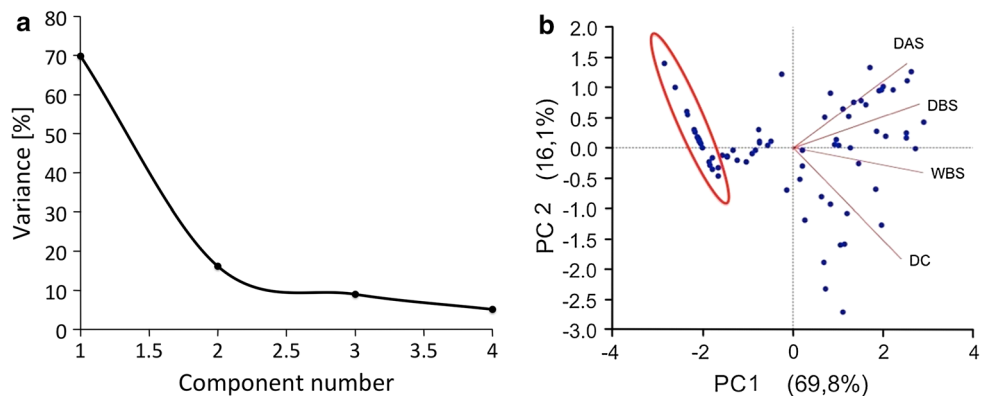 a
80
70
60
50
40
30
20
10
0
Variance [%]
1 1.5 2 2.5 3 3.5 4
Component number
b
2.0
1.5
1.0
0.5
0.0
-0.5
-1.0
-1.5
-2.0
-2.5
-3.0
PC 2 (16,1%)
DAS
DBS
WBS
DC
-4 -2 0 2 4
PC1 (69,8%)